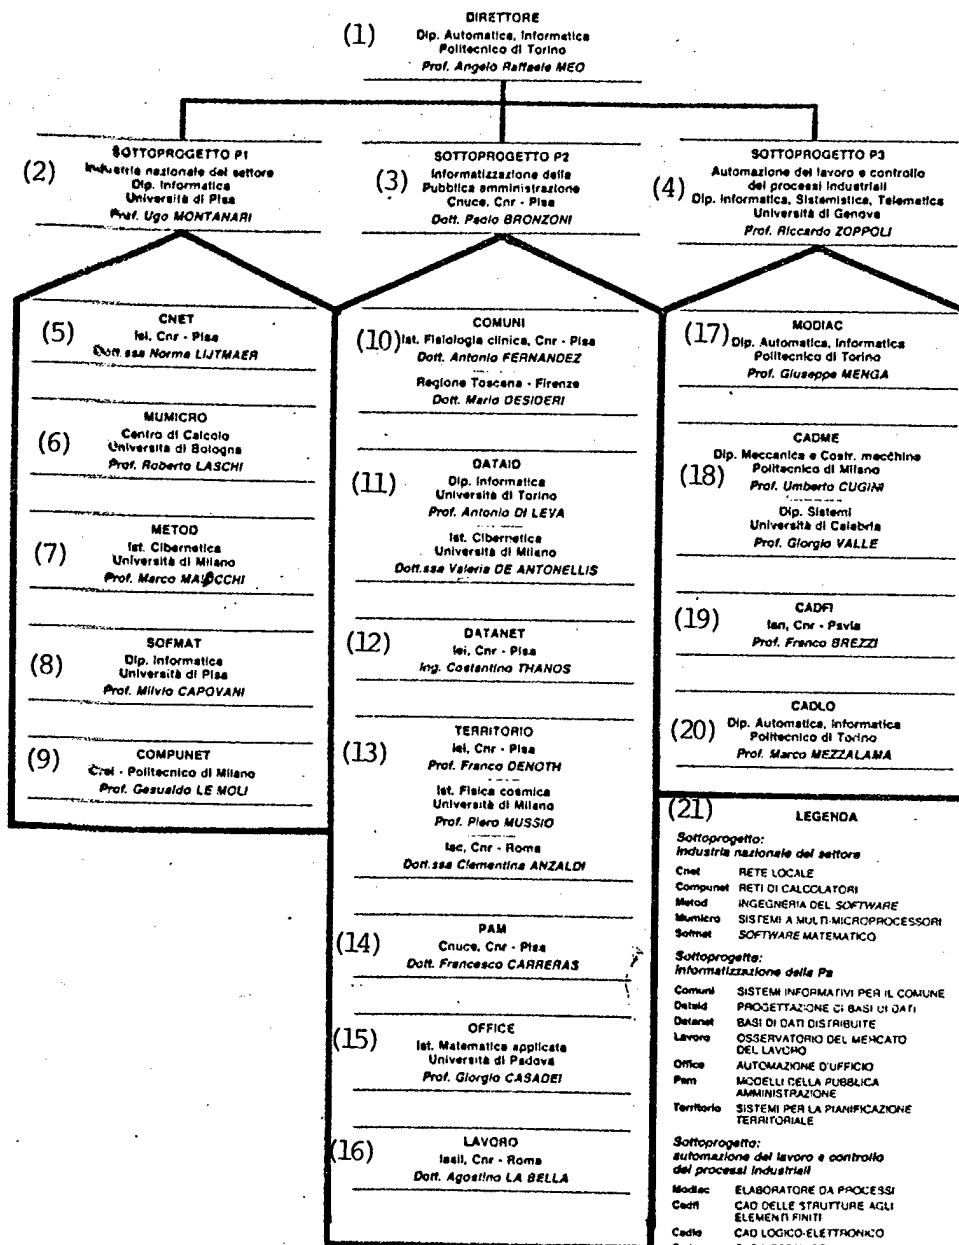 (1)
DIRETTORE
Dip. Automatica, Informatica
Politecnico di Torino
Prof. Angelo Raffaele MEO
(2)
SOTTOPROGETTO P1
Industria nazionale del settore
Dip. Informatica
Università di Pisa
Prof. Ugo MONTANARI
(3)
SOTTOPROGETTO P2
Informatizzazione della
Pubblica amministrazione
Cnuce, Cnr - Pisa
Dott. Paolo BRONZONI
(4)
SOTTOPROGETTO P3
Automazione del lavoro e controllo
dei processi industriali
Dip. Informatica, Sistemistica, Telematica
Università di Genova
Prof. Riccardo ZOPPOLI
(5)
CNET
Iei, Cnr - Pisa
Dott.ssa Norma LIJTMAER
(6)
MUMICRO
Centro di Calcolo
Università di Bologna
Prof. Roberto LASCHI
(7)
METOD
Ist. Cibernetica
Università di Milano
Prof. Marco MAIOCCHI
(8)
SOFMAT
Dip. Informatica
Università di Pisa
Prof. Milvio CAPOVANI
(9)
COMPUNET
Crei - Politecnico di Milano
Prof. Gesualdo LE MOLI
(10)
COMUNI
Ist. Fisiologia clinica, Cnr - Pisa
Dott. Antonio FERNANDEZ
Regione Toscana - Firenze
Dott. Mario DESIDERI
(11)
DATAID
Dip. Informatica
Università di Torino
Prof. Antonio DI LEVA
Ist. Cibernetica
Università di Milano
Dott.ssa Valeria DE ANTONELLIS
(12)
DATANET
Iei, Cnr - Pisa
Ing. Costantino THANOS
(13)
TERRITORIO
Iei, Cnr - Pisa
Prof. Franco DENOTH
Ist. Fisica cosmica
Università di Milano
Prof. Piero MUSSIO
Iac, Cnr - Roma
Dott.ssa Clementina ANZALDI
(14)
PAM
Cnuce, Cnr - Pisa
Dott. Francesco CARRERAS
(15)
OFFICE
Ist. Matematica applicata
Università di Padova
Prof. Giorgio CASADEI
(16)
LAVORO
Iasil, Cnr - Roma
Dott. Agostino LA BELLA
(17)
MODIAC
Dip. Automatica, Informatica
Politecnico di Torino
Prof. Giuseppe MENGA
(18)
CADME
Dip. Meccanica e Costr. macchine
Politecnico di Milano
Prof. Umberto CUGINI
Dip. Sistemi
Università di Calabria
Prof. Giorgio VALLE
(19)
CADFI
Ian, Cnr - Pavia
Prof. Franco BREZZI
(20)
CADLO
Dip. Automatica, Informatica
Politecnico di Torino
Prof. Marco MEZZALAMA
(21)
LEGENDA
Sottoprogetto:
Industria nazionale del settore
Cnet RETE LOCALE
Compunet RETI DI CALCOLATORI
Metod INGEGNERIA DEL SOFTWARE
Mumicro SISTEMI A MULTI-MICROPROCESSORI
Sofmat SOFTWARE MATEMATICO
Sottoprogetto:
Informatizzazione della Pa
Comuni SISTEMI INFORMATIVI PER IL COMUNE
Dataid PROGETTAZIONE DI BASI DI DATI
Datanet BASI DI DATI DISTRIBUITE
Lavoro OSSERVATORIO DEL MERCATO
DEL LAVORO
Office AUTOMAZIONE D'UFFICIO
Pam MODELLI DELLA PUBBLICA
AMMINISTRAZIONE
Territorio SISTEMI PER LA PIANIFICAZIONE
TERRITORIALE
Sottoprogetto:
automazione del lavoro e controllo
dei processi industriali
Modiac ELABORATORE DA PROCESSI
Cadfi CAD DELLE STRUTTURE AGLI
ELEMENTI FINITI
Cadlo CAD LOGICO-ELETTRONICO